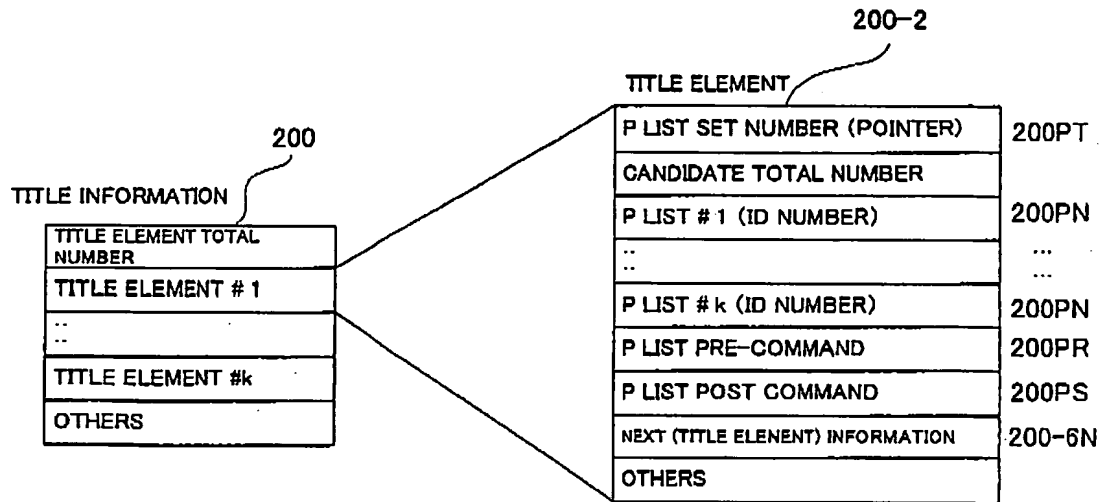 200-2
TITLE ELEMENT
P LIST SET NUMBER (POINTER) 200PT
CANDIDATE TOTAL NUMBER
P LIST # 1 (ID NUMBER) 200PN
:: ...
...
P LIST # k (ID NUMBER) 200PN
P LIST PRE-COMMAND 200PR
P LIST POST COMMAND 200PS
NEXT (TITLE ELENENT) INFORMATION 200-6N
OTHERS
200
TITLE INFORMATION
TITLE ELEMENT TOTAL
NUMBER
TITLE ELEMENT # 1
::
TITLE ELEMENT #k
OTHERS